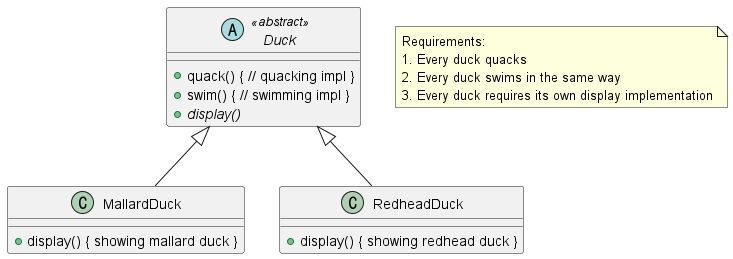 A
«abstract»
Duck
quack() { // quacking impl }
swim() { // swimming impl }
display()
Requirements:
1. Every duck quacks
2. Every duck swims in the same way
3. Every duck requires its own display implementation
C MallardDuck
display() { showing mallard duck }
C RedheadDuck
display() { showing redhead duck }